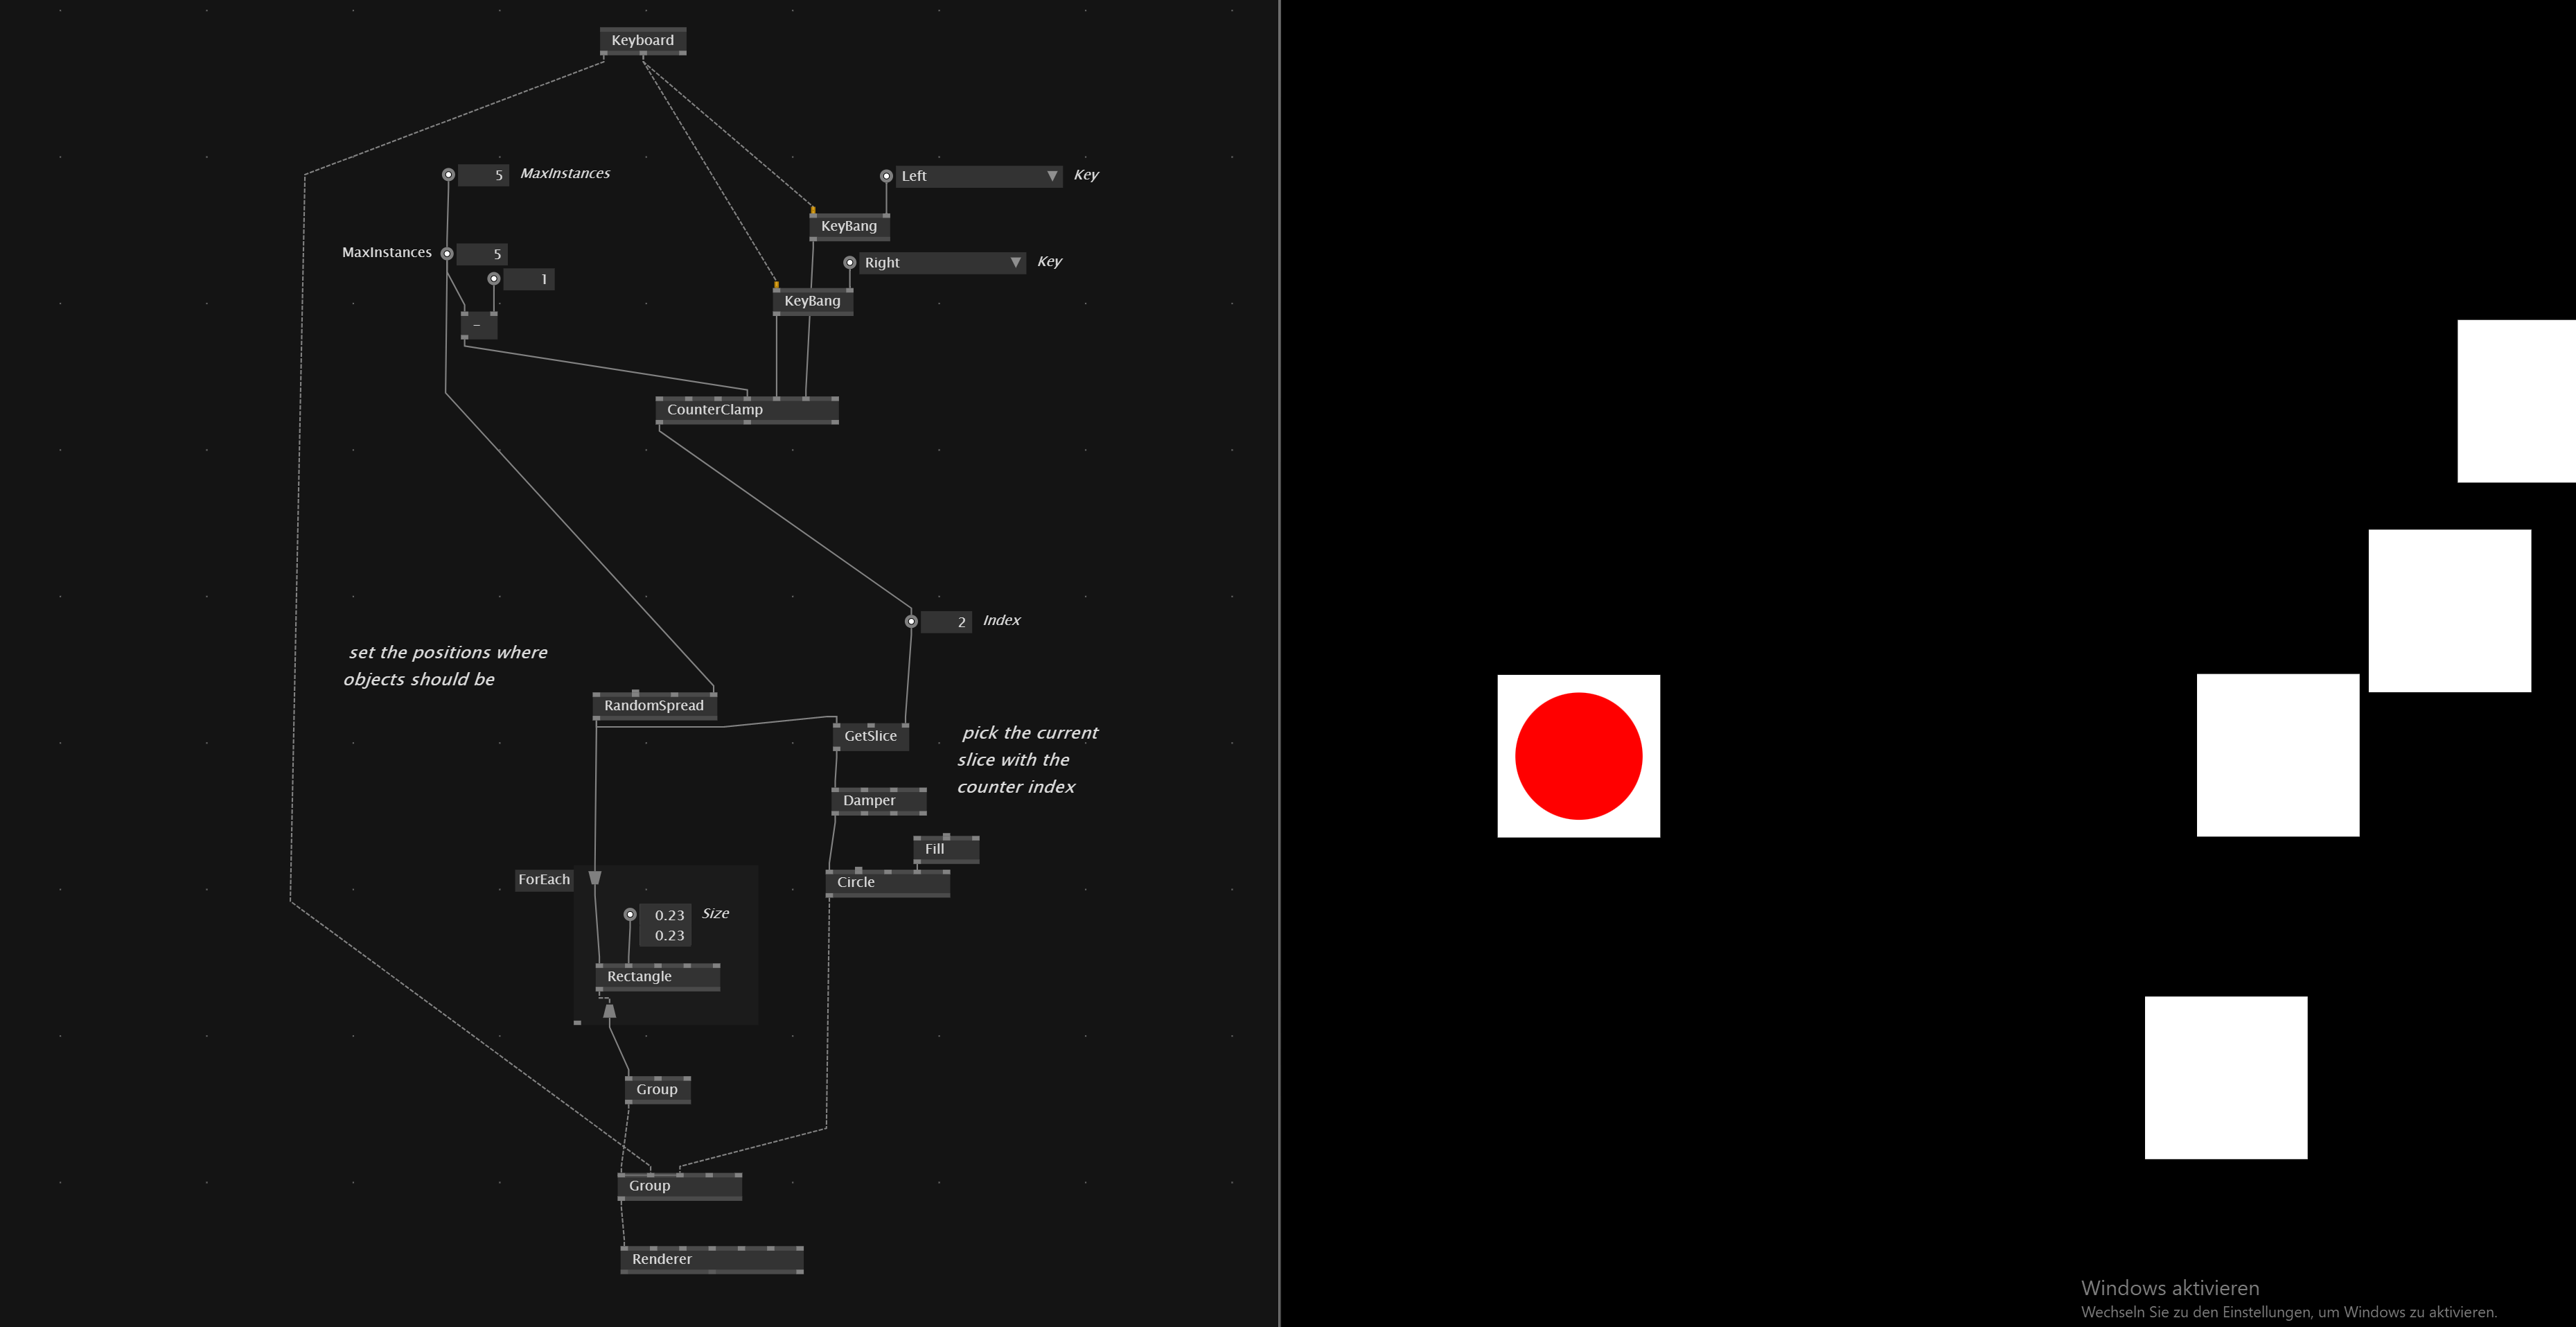 Keyboard
5 MaxInstances
Left Key
KeyBang
MaxInstances 5
Right Key
1
KeyBang
-
CounterClamp
2 Index
set the positions where
objects should be
RandomSpread
GetSlice
pick the current
slice with the
counter index
Damper
Fill
ForEach
Circle
0.23 Size
0.23
Rectangle
Group
Group
Renderer
Windows aktivieren
Wechseln Sie zu den Einstellungen, um Windows zu aktivieren.